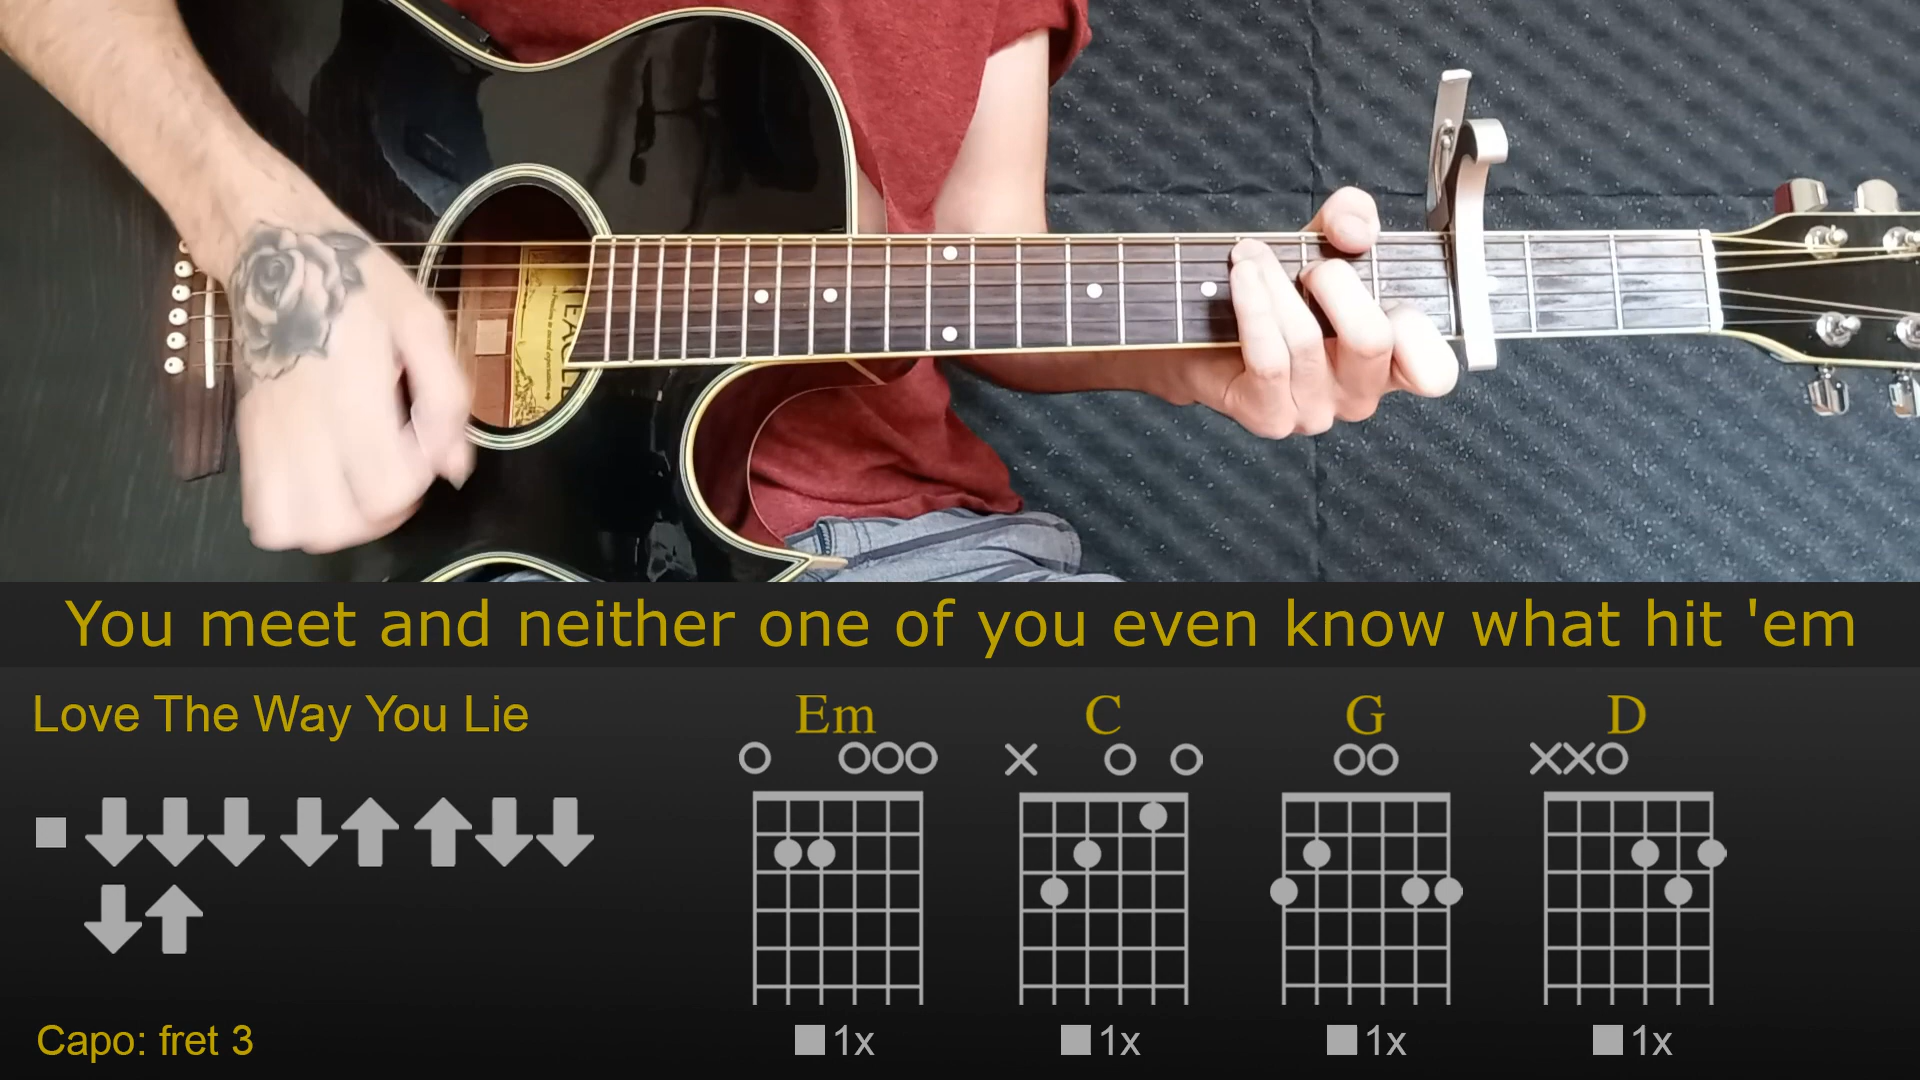 You meet and neither one of you even know what hit 'em
Love The Way You Lie
Em C G D
Capo: fret 3
1x 1x 1x 1x